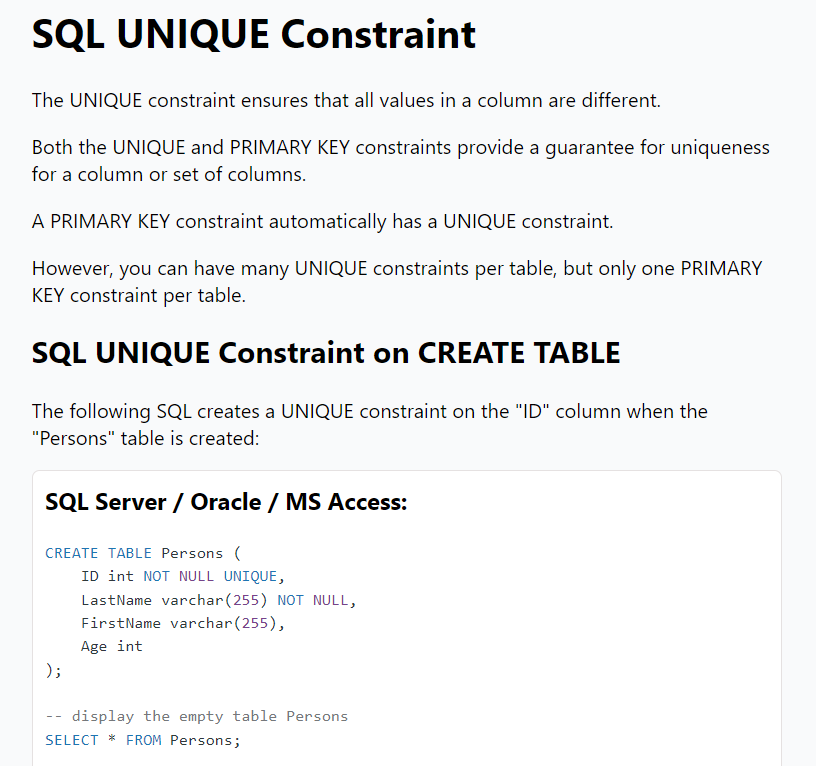 SQL UNIQUE Constraint
The UNIQUE constraint ensures that all values in a column are different.
Both the UNIQUE and PRIMARY KEY constraints provide a guarantee for uniqueness
for a column or set of columns.
A PRIMARY KEY constraint automatically has a UNIQUE constraint.
However, you can have many UNIQUE constraints per table, but only one PRIMARY
KEY constraint per table.
SQL UNIQUE Constraint on CREATE TABLE
The following SQL creates a UNIQUE constraint on the "ID" column when the
"Persons" table is created:
SQL Server / Oracle / MS Access:
CREATE TABLE Persons (
    ID int NOT NULL UNIQUE,
    LastName varchar(255) NOT NULL,
    FirstName varchar(255),
    Age int
);
-- display the empty table Persons
SELECT * FROM Persons;